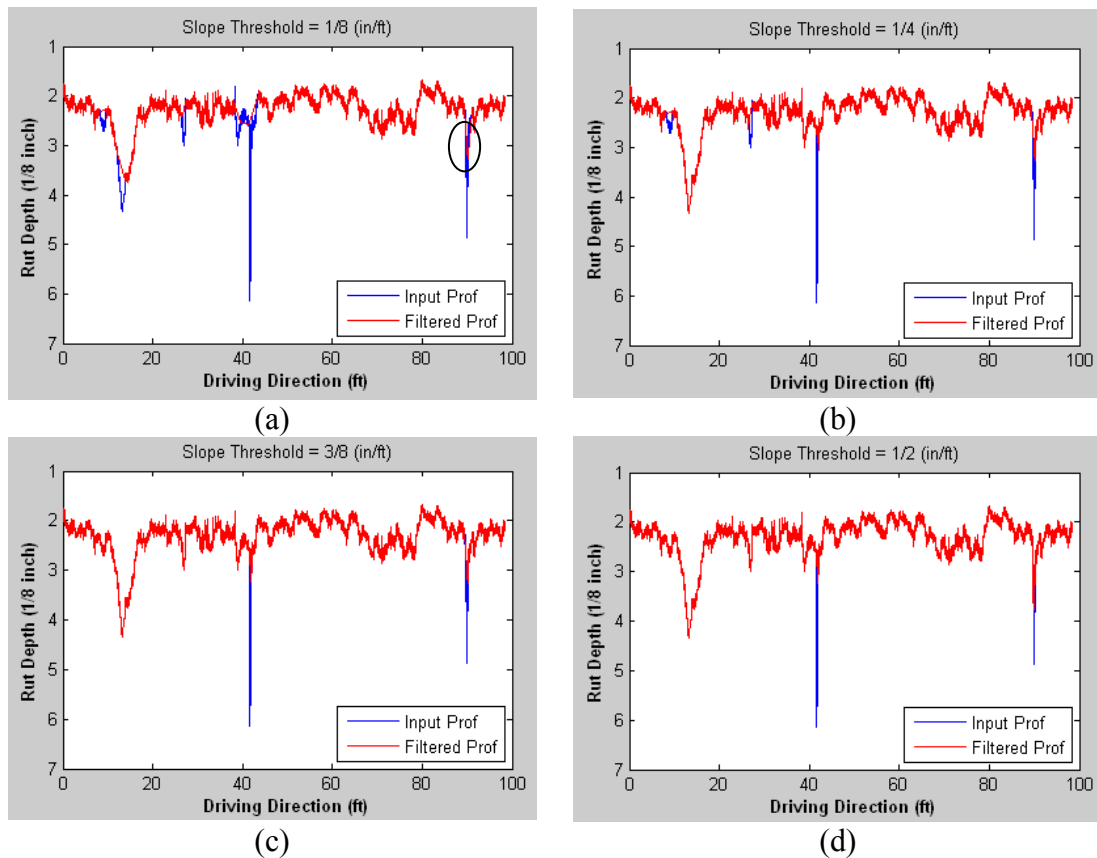 Slope Threshold = 1/8 (in/ft)
1
2
3
4
5
6
7
Rut Depth (1/8 inch)
Input Prof
Filtered Prof
0 20 40 60 80 100
Driving Direction (ft)
(a)
Slope Threshold = 1/4 (in/ft)
1
2
3
4
5
6
7
Rut Depth (1/8 inch)
Input Prof
Filtered Prof
0 20 40 60 80 100
Driving Direction (ft)
(b)
Slope Threshold = 3/8 (in/ft)
1
2
3
4
5
6
7
Rut Depth (1/8 inch)
Input Prof
Filtered Prof
0 20 40 60 80 100
Driving Direction (ft)
(c)
Slope Threshold = 1/2 (in/ft)
1
2
3
4
5
6
7
Rut Depth (1/8 inch)
Input Prof
Filtered Prof
0 20 40 60 80 100
Driving Direction (ft)
(d)